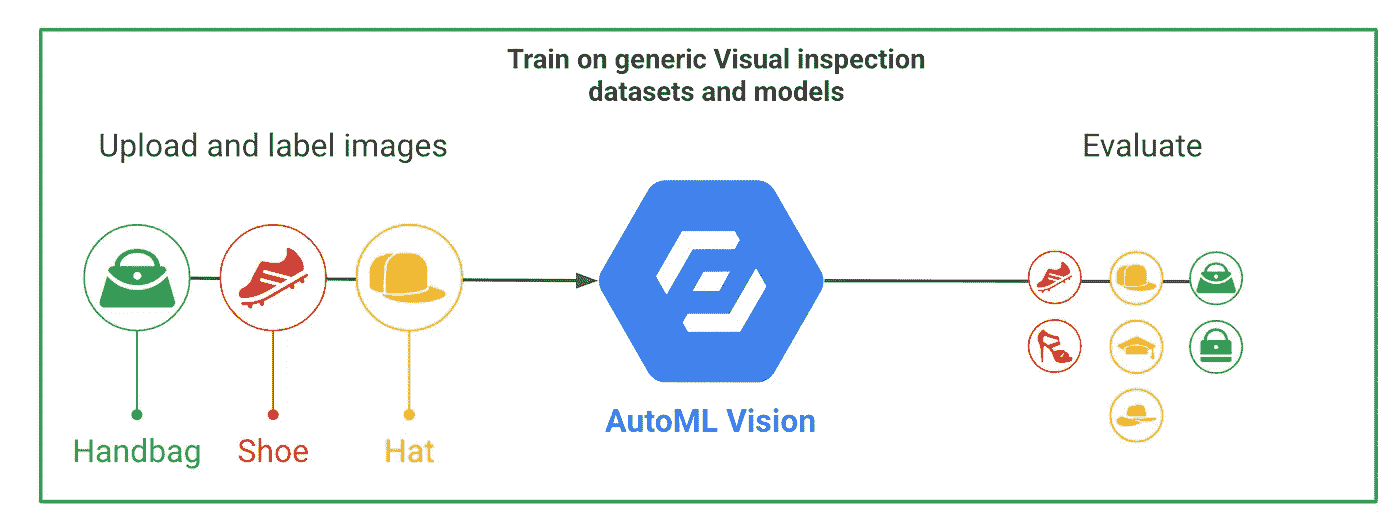 Train on generic Visual inspection
datasets and models
Upload and label images
Evaluate
AutoML Vision
Handbag
Shoe
Hat